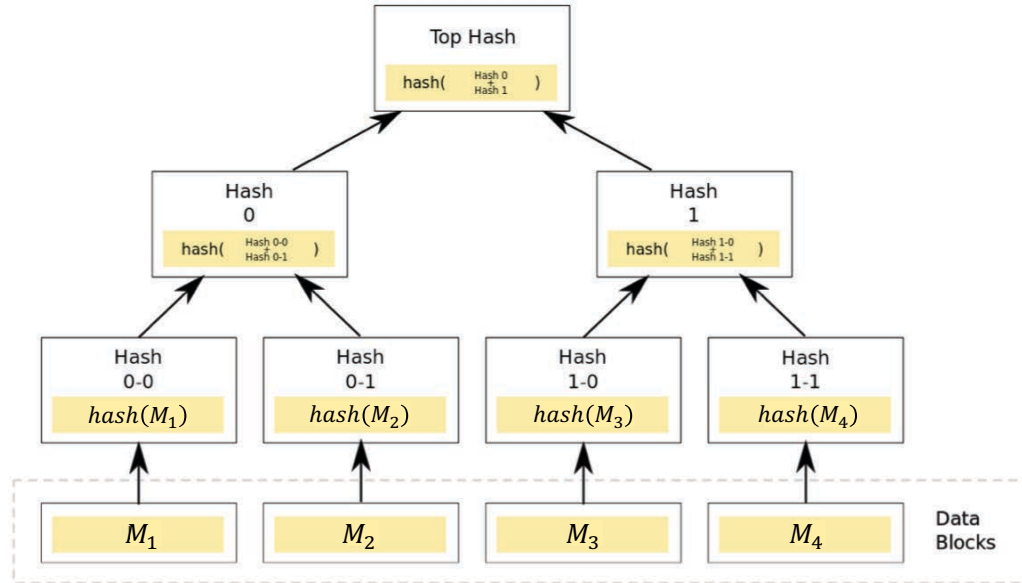 Top Hash
hash( Hash 0 + Hash 1 )
Hash
0
hash( Hash 0-0 + Hash 0-1 )
Hash
1
hash( Hash 1-0 + Hash 1-1 )
Hash
0-0
hash(M₁)
Hash
0-1
hash(M₂)
Hash
1-0
hash(M₃)
Hash
1-1
hash(M₄)
M₁
M₂
M₃
M₄
Data
Blocks